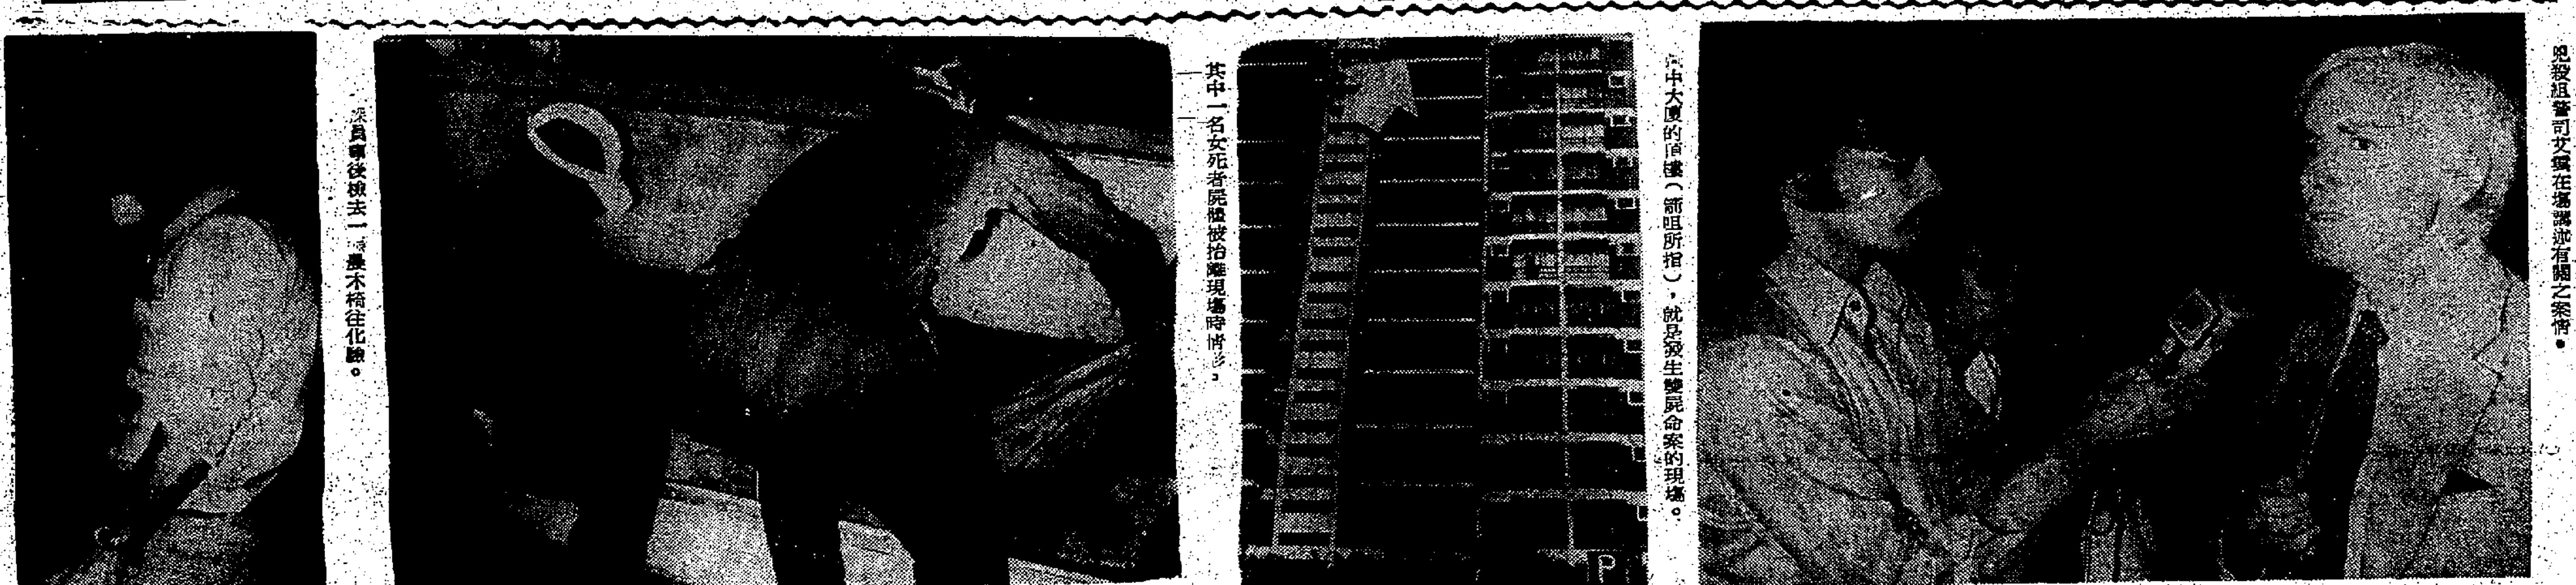 兇殺組警司艾 在場講述有關之案情。
中大廈的頂樓（箭咀所指），就是發生雙屍命案的現場。
其中一名女死者屍體被抬離現場時情形。
探員事後檢去一 木椅往化驗。
P